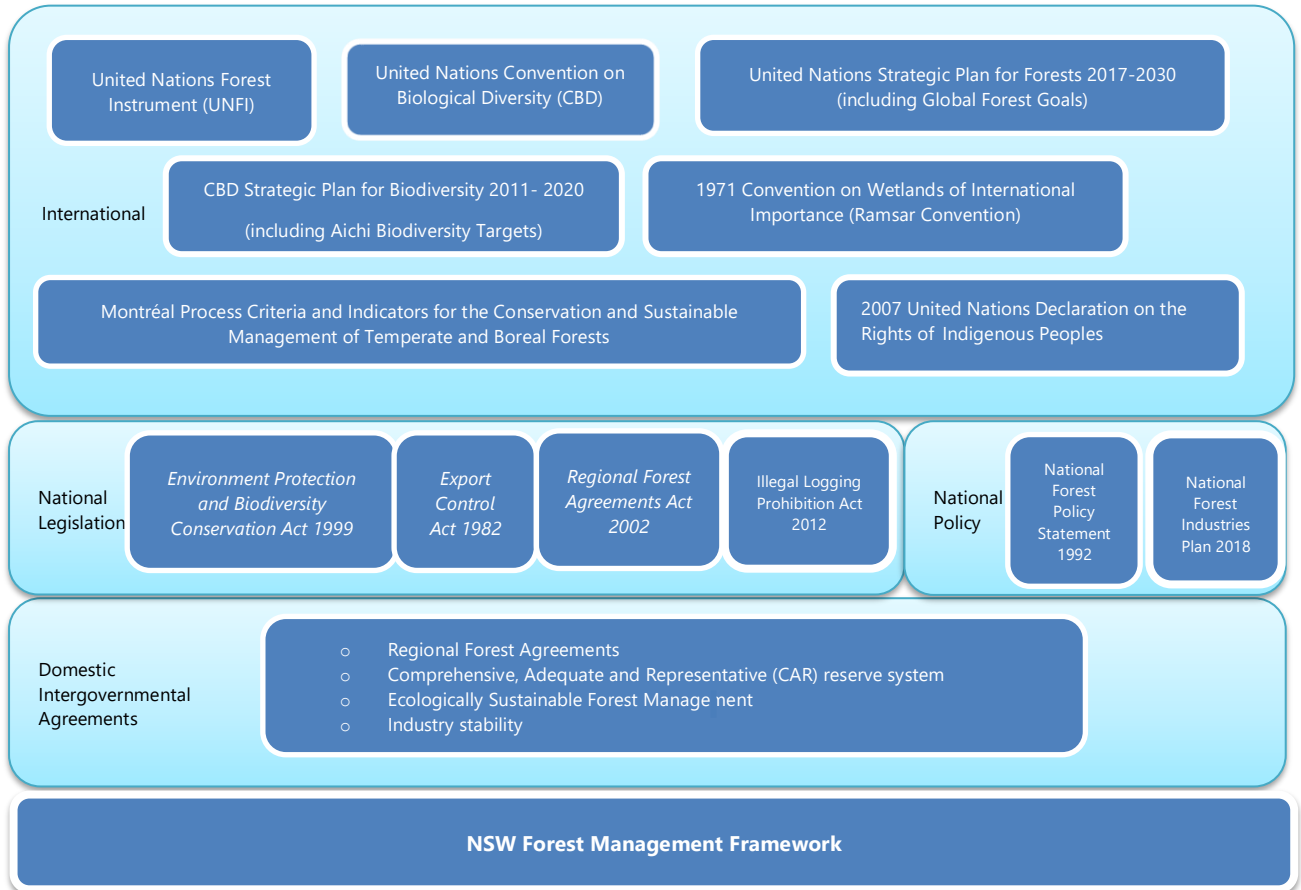 United Nations Forest
Instrument (UNFI)
United Nations Convention on
Biological Diversity (CBD)
United Nations Strategic Plan for Forests 2017-2030
(including Global Forest Goals)
International
CBD Strategic Plan for Biodiversity 2011- 2020
(including Aichi Biodiversity Targets)
1971 Convention on Wetlands of International
Importance (Ramsar Convention)
Montréal Process Criteria and Indicators for the Conservation and Sustainable
Management of Temperate and Boreal Forests
2007 United Nations Declaration on the
Rights of Indigenous Peoples
National
Legislation
Environment Protection
and Biodiversity
Conservation Act 1999
Export
Control
Act 1982
Regional Forest
Agreements Act
2002
Illegal Logging
Prohibition Act
2012
National
Policy
National
Forest
Policy
Statement
1992
National
Forest
Industries
Plan 2018
Domestic
Intergovernmental
Agreements
o Regional Forest Agreements
o Comprehensive, Adequate and Representative (CAR) reserve system
o Ecologically Sustainable Forest Manage nent
o Industry stability
NSW Forest Management Framework